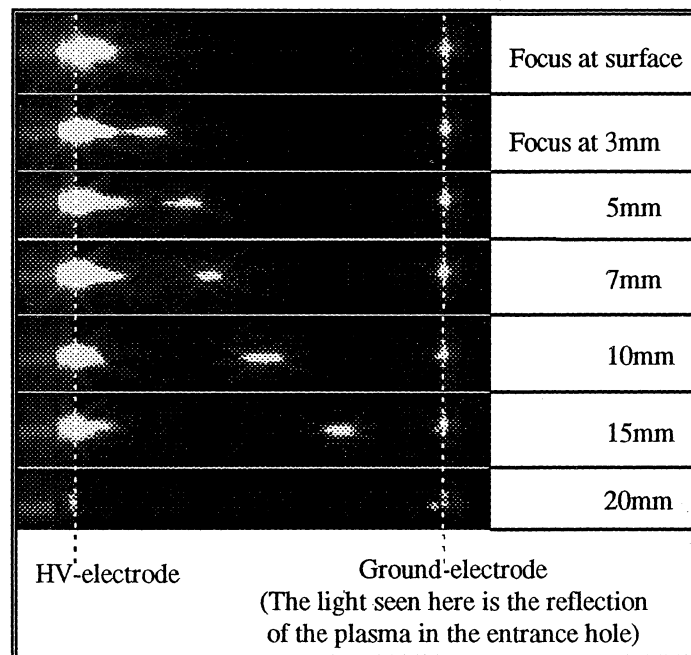 Focus at surface
Focus at 3mm
5mm
7mm
10mm
15mm
20mm
HV-electrode
Ground-electrode
(The light seen here is the reflection
of the plasma in the entrance hole)